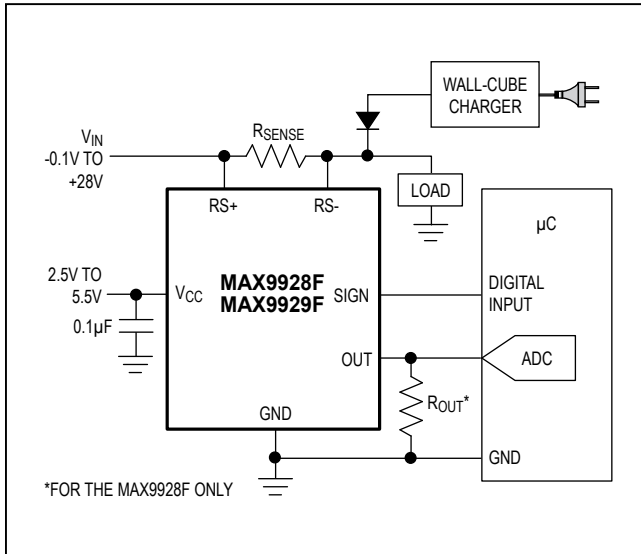 WALL-CUBE
CHARGER
V_IN
-0.1V TO
+28V
R_SENSE
RS+
RS-
LOAD
µC
2.5V TO
5.5V
0.1µF
V_CC
MAX9928F
MAX9929F
SIGN
DIGITAL
INPUT
OUT
ADC
R_OUT*
GND
GND
*FOR THE MAX9928F ONLY